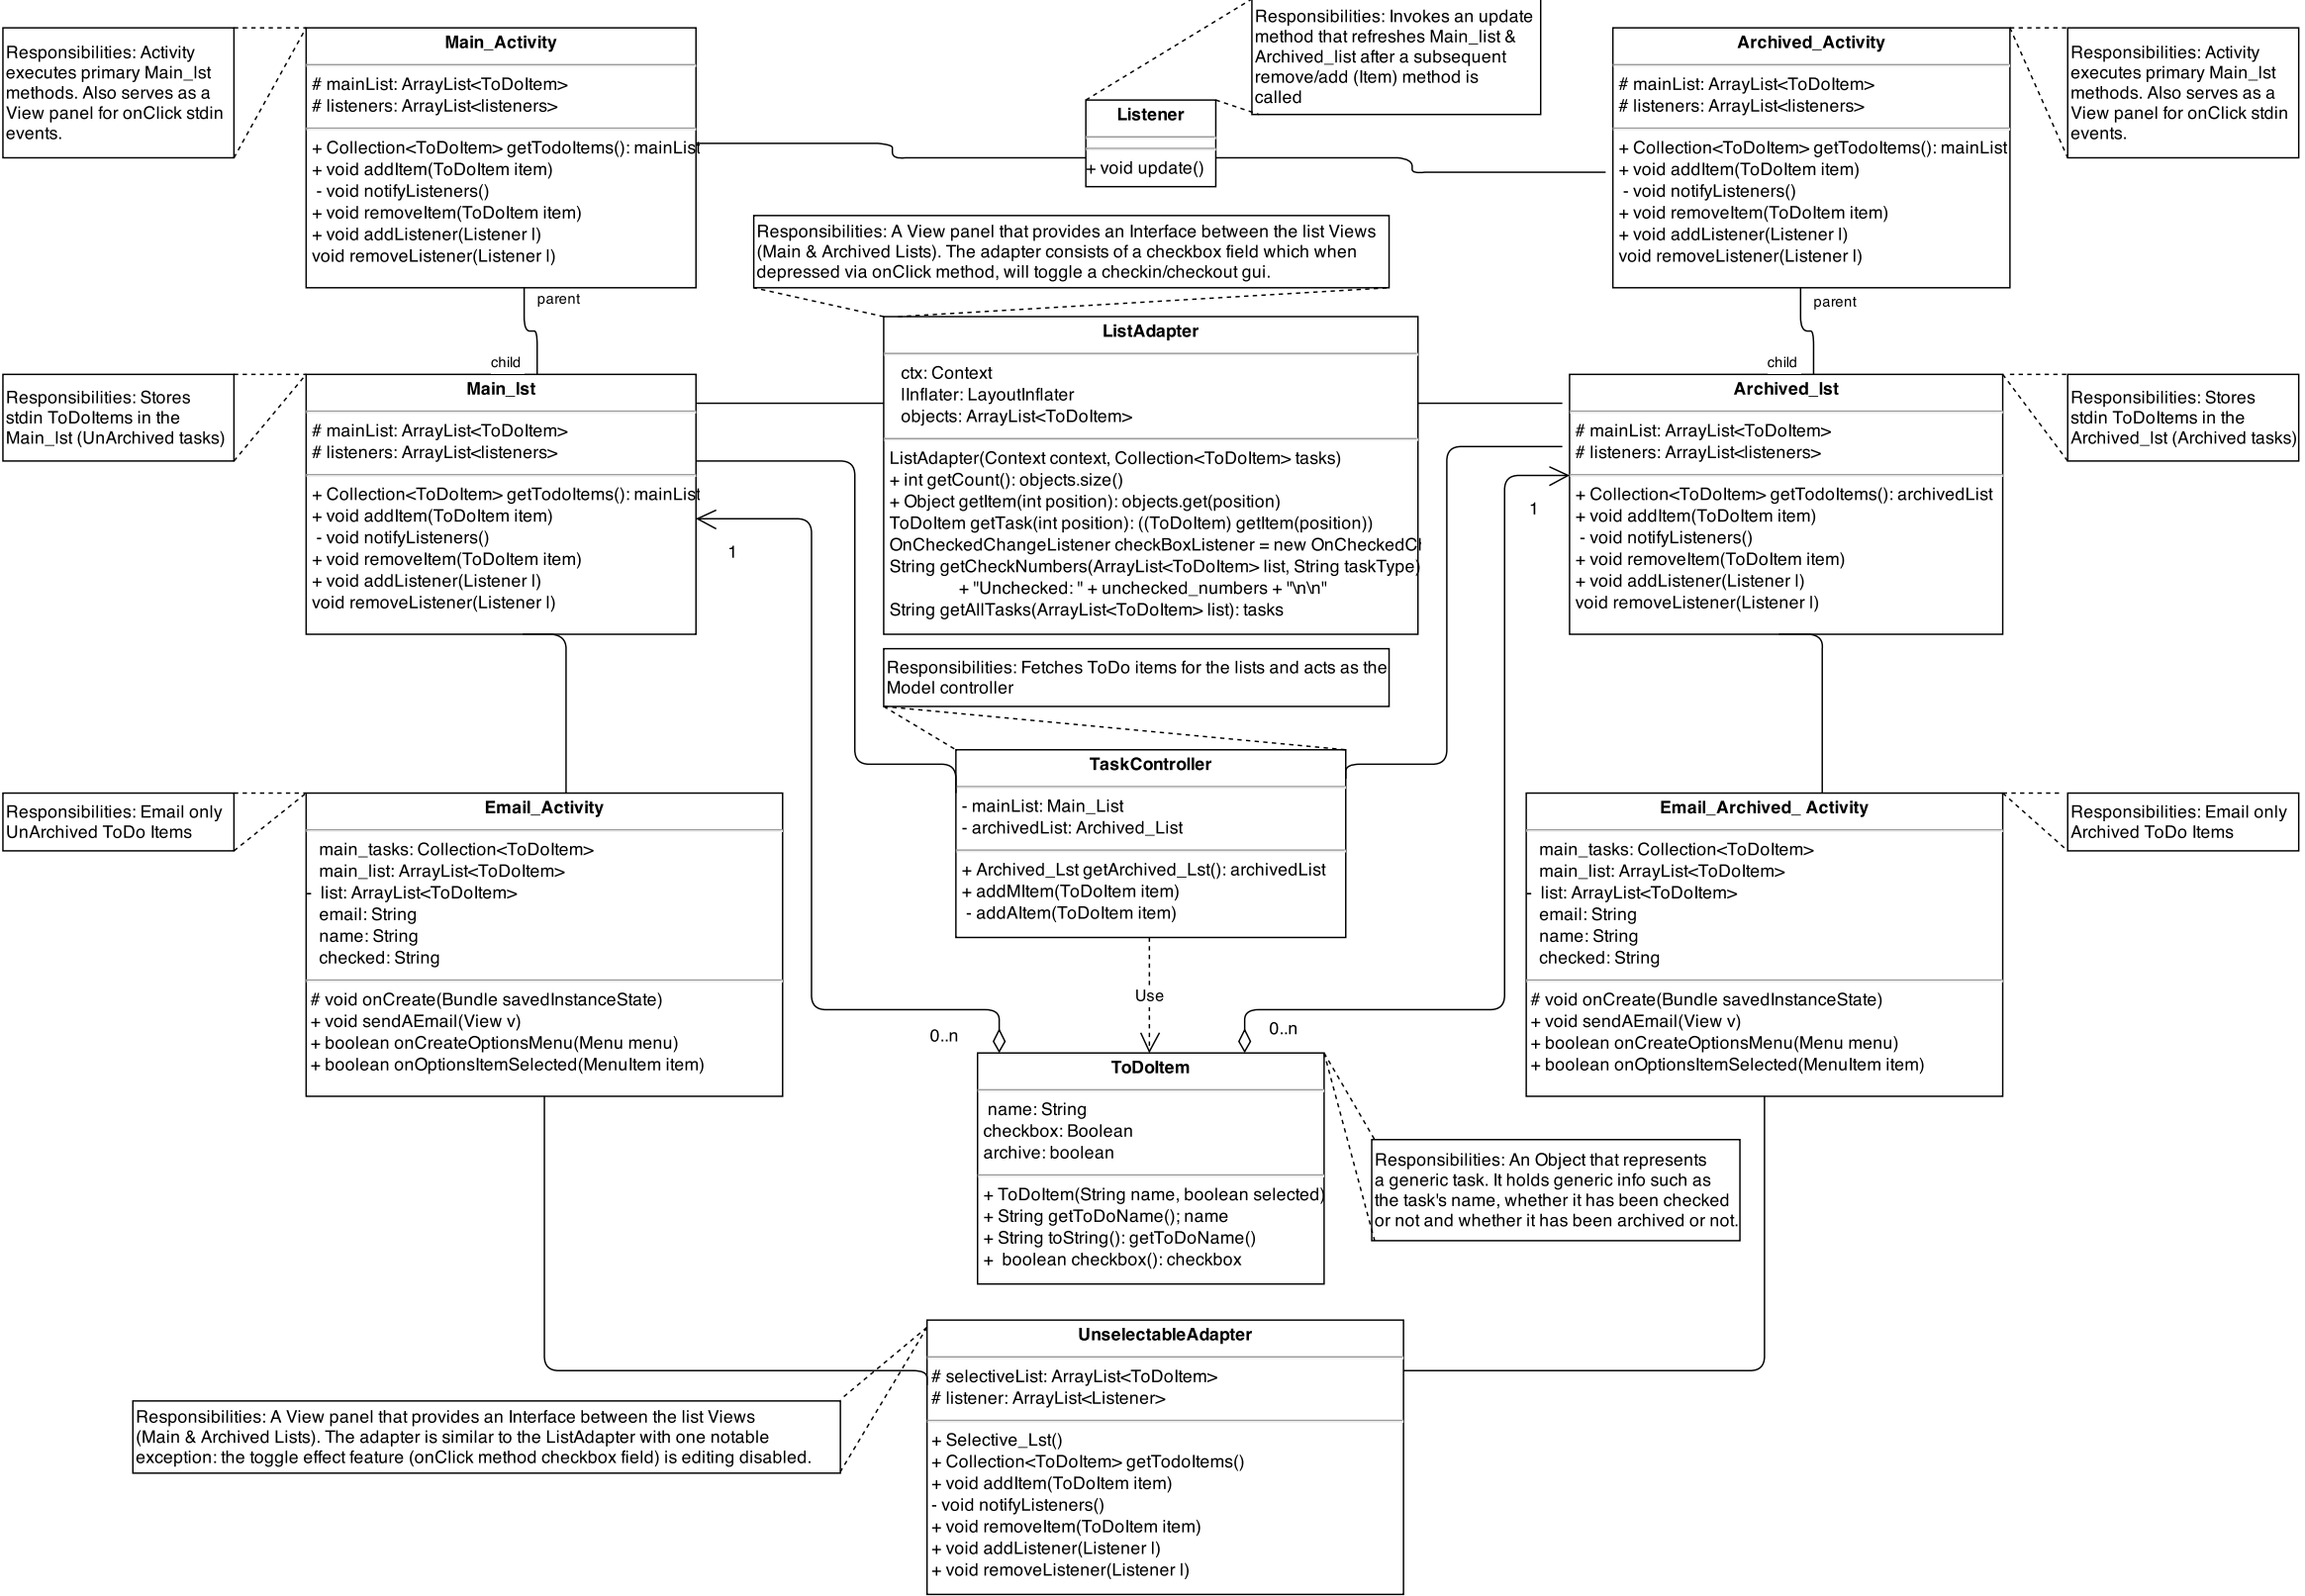 Responsibilities: Activity
executes primary Main_lst
methods. Also serves as a
View panel for onClick stdin
events.
Main_Activity
# mainList: ArrayList<ToDoItem>
# listeners: ArrayList<listeners>
+ Collection<ToDoItem> getTodoItems(): mainList
+ void addItem(ToDoItem item)
- void notifyListeners()
+ void removeItem(ToDoItem item)
+ void addListener(Listener l)
void removeListener(Listener l)
Responsibilities: Invokes an update
method that refreshes Main_list &
Archived_list after a subsequent
remove/add (Item) method is
called
Listener
+ void update()
Archived_Activity
# mainList: ArrayList<ToDoItem>
# listeners: ArrayList<listeners>
+ Collection<ToDoItem> getTodoItems(): mainList
+ void addItem(ToDoItem item)
- void notifyListeners()
+ void removeItem(ToDoItem item)
+ void addListener(Listener l)
void removeListener(Listener l)
Responsibilities: Activity
executes primary Main_lst
methods. Also serves as a
View panel for onClick stdin
events.
Responsibilities: A View panel that provides an Interface between the list Views
(Main & Archived Lists). The adapter consists of a checkbox field which when
depressed via onClick method, will toggle a checkin/checkout gui.
parent
child
parent
child
Responsibilities: Stores
stdin ToDoItems in the
Main_lst (UnArchived tasks)
Main_lst
# mainList: ArrayList<ToDoItem>
# listeners: ArrayList<listeners>
+ Collection<ToDoItem> getTodoItems(): mainList
+ void addItem(ToDoItem item)
- void notifyListeners()
+ void removeItem(ToDoItem item)
+ void addListener(Listener l)
void removeListener(Listener l)
1
ListAdapter
ctx: Context
lInflater: LayoutInflater
objects: ArrayList<ToDoItem>
ListAdapter(Context context, Collection<ToDoItem> tasks)
+ int getCount(): objects.size()
+ Object getItem(int position): objects.get(position)
ToDoItem getTask(int position): ((ToDoItem) getItem(position))
OnCheckedChangeListener checkBoxListener = new OnCheckedCh
String getCheckNumbers(ArrayList<ToDoItem> list, String taskType)
+ "Unchecked: " + unchecked_numbers + "\n\n"
String getAllTasks(ArrayList<ToDoItem> list): tasks
1
Archived_lst
# mainList: ArrayList<ToDoItem>
# listeners: ArrayList<listeners>
+ Collection<ToDoItem> getTodoItems(): archivedList
+ void addItem(ToDoItem item)
- void notifyListeners()
+ void removeItem(ToDoItem item)
+ void addListener(Listener l)
void removeListener(Listener l)
Responsibilities: Stores
stdin ToDoItems in the
Archived_lst (Archived tasks)
Responsibilities: Fetches ToDo items for the lists and acts as the
Model controller
TaskController
- mainList: Main_List
- archivedList: Archived_List
+ Archived_Lst getArchived_Lst(): archivedList
+ addMItem(ToDoItem item)
- addAItem(ToDoItem item)
Responsibilities: Email only
UnArchived ToDo Items
Email_Activity
main_tasks: Collection<ToDoItem>
main_list: ArrayList<ToDoItem>
- list: ArrayList<ToDoItem>
email: String
name: String
checked: String
# void onCreate(Bundle savedInstanceState)
+ void sendAEmail(View v)
+ boolean onCreateOptionsMenu(Menu menu)
+ boolean onOptionsItemSelected(MenuItem item)
Email_Archived_ Activity
main_tasks: Collection<ToDoItem>
main_list: ArrayList<ToDoItem>
- list: ArrayList<ToDoItem>
email: String
name: String
checked: String
# void onCreate(Bundle savedInstanceState)
+ void sendAEmail(View v)
+ boolean onCreateOptionsMenu(Menu menu)
+ boolean onOptionsItemSelected(MenuItem item)
Responsibilities: Email only
Archived ToDo Items
Use
0..n
0..n
ToDoItem
name: String
checkbox: Boolean
archive: boolean
+ ToDoItem(String name, boolean selected)
+ String getToDoName(); name
+ String toString(): getToDoName()
+ boolean checkbox(): checkbox
Responsibilities: An Object that represents
a generic task. It holds generic info such as
the task's name, whether it has been checked
or not and whether it has been archived or not.
UnselectableAdapter
# selectiveList: ArrayList<ToDoItem>
# listener: ArrayList<Listener>
+ Selective_Lst()
+ Collection<ToDoItem> getTodoItems()
+ void addItem(ToDoItem item)
- void notifyListeners()
+ void removeItem(ToDoItem item)
+ void addListener(Listener l)
+ void removeListener(Listener l)
Responsibilities: A View panel that provides an Interface between the list Views
(Main & Archived Lists). The adapter is similar to the ListAdapter with one notable
exception: the toggle effect feature (onClick method checkbox field) is editing disabled.